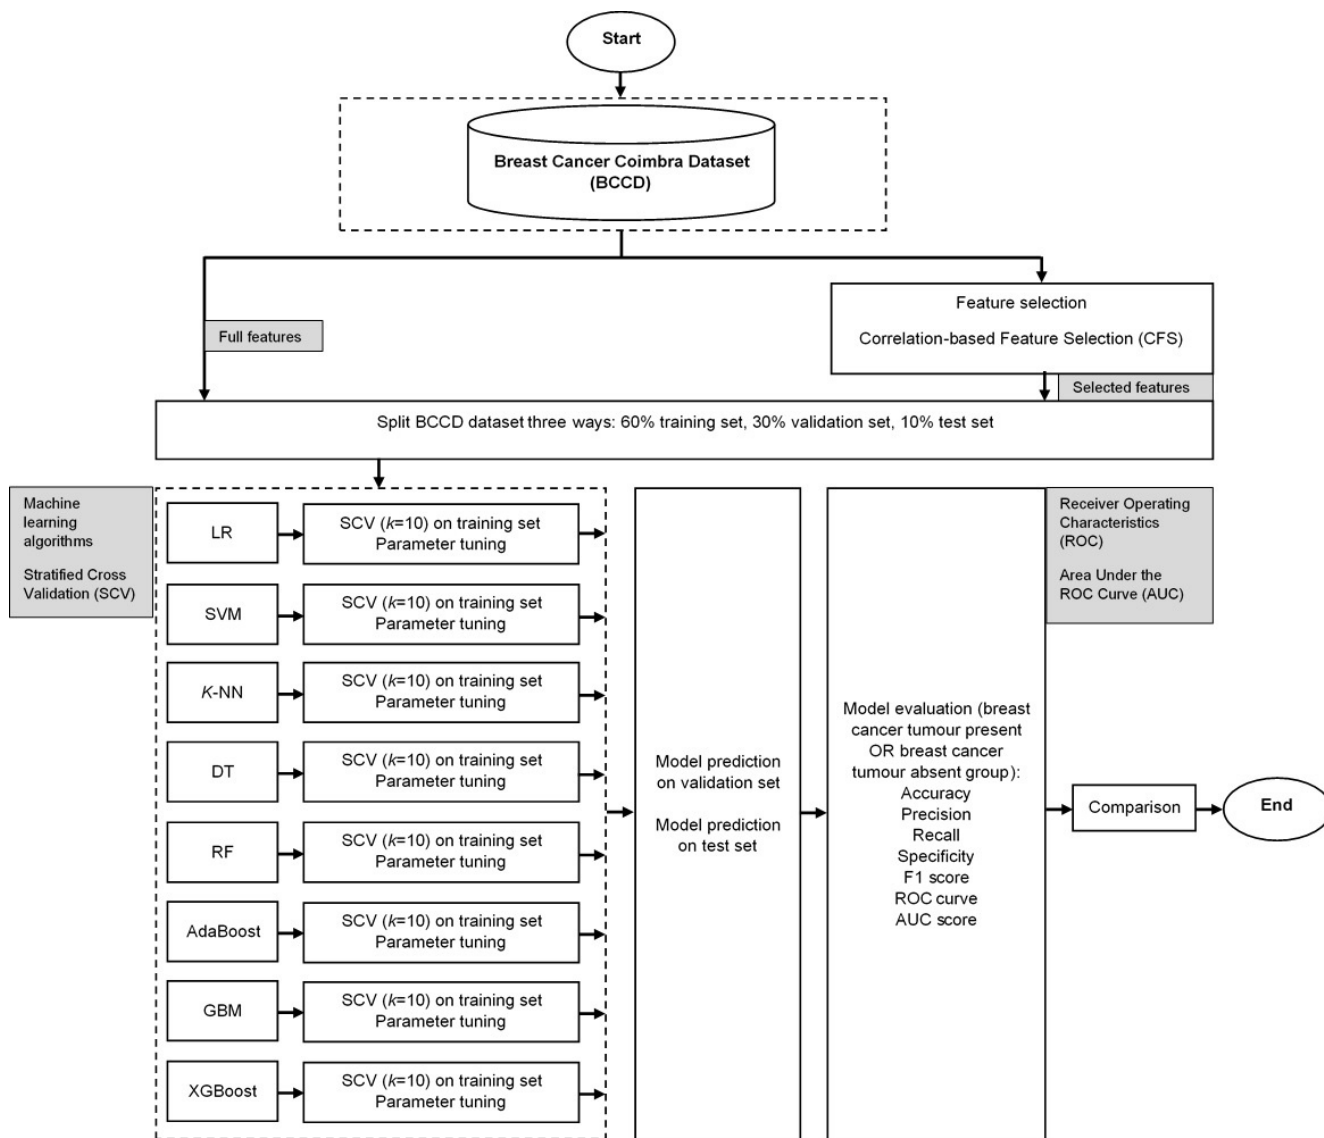 Start
Breast Cancer Coimbra Dataset
(BCCD)
Full features
Feature selection
Correlation-based Feature Selection (CFS)
Selected features
Split BCCD dataset three ways: 60% training set, 30% validation set, 10% test set
Machine
learning
algorithms
Stratified Cross
Validation (SCV)
LR
SCV (k=10) on training set
Parameter tuning
SVM
SCV (k=10) on training set
Parameter tuning
K-NN
SCV (k=10) on training set
Parameter tuning
DT
SCV (k=10) on training set
Parameter tuning
RF
SCV (k=10) on training set
Parameter tuning
AdaBoost
SCV (k=10) on training set
Parameter tuning
GBM
SCV (k=10) on training set
Parameter tuning
XGBoost
SCV (k=10) on training set
Parameter tuning
Model prediction
on validation set
Model prediction
on test set
Model evaluation (breast
cancer tumour present
OR breast cancer
tumour absent group):
Accuracy
Precision
Recall
Specificity
F1 score
ROC curve
AUC score
Receiver Operating
Characteristics
(ROC)
Area Under the
ROC Curve (AUC)
Comparison
End